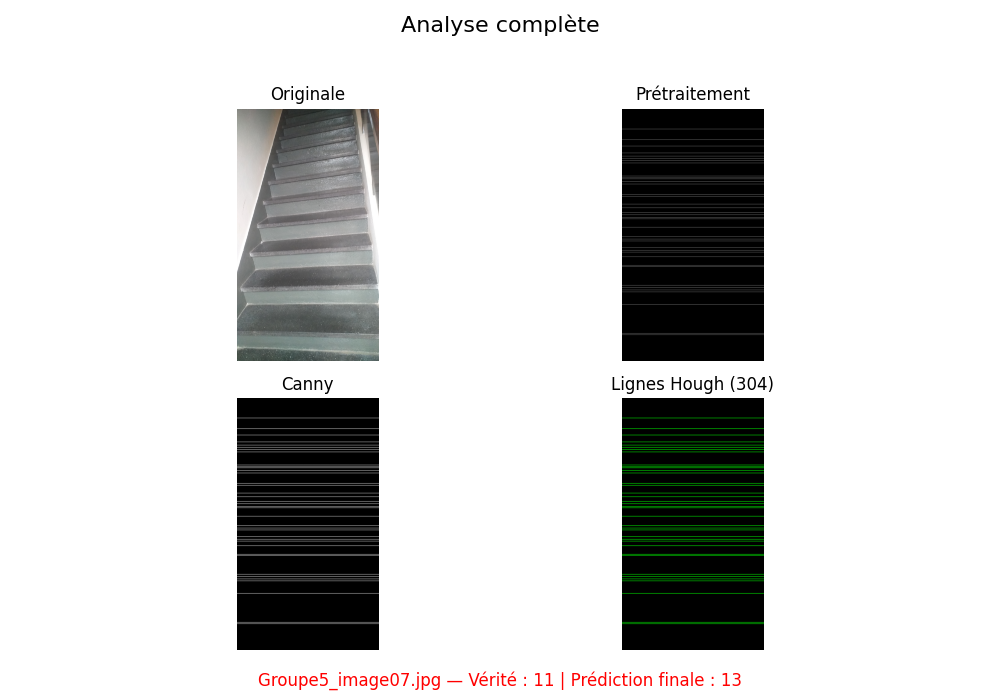 Analyse complète
Originale
Prétraitement
Canny
Lignes Hough (304)
Groupe5_image07.jpg — Vérité : 11 | Prédiction finale : 13